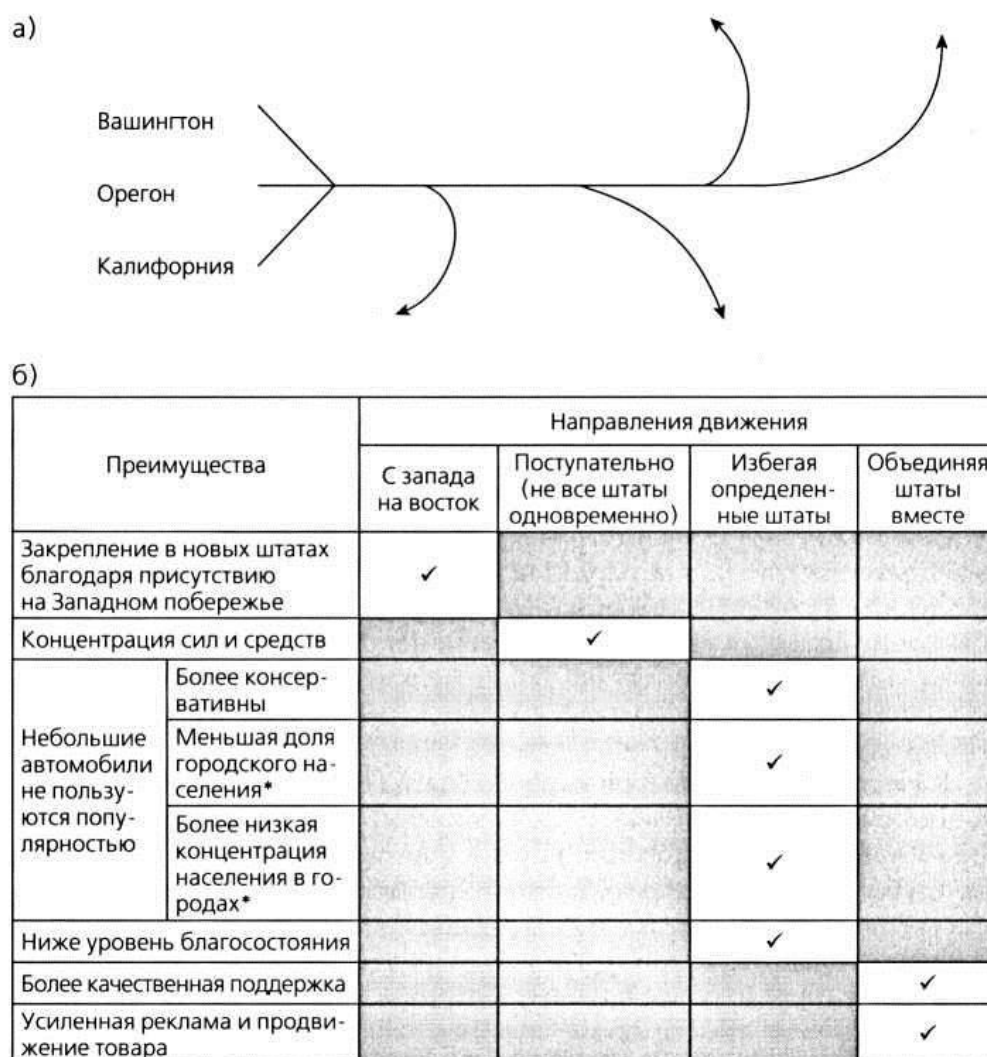 а)
Вашингтон
Орегон
Калифорния
б)
Преимущества
Направления движения
С запада
на восток
Поступательно
(не все штаты
одновременно)
Избегая
определен-
ные штаты
Объединяя
штаты
вместе
Закрепление в новых штатах
благодаря присутствию
на Западном побережье
✓
Концентрация сил и средств
✓
Небольшие
автомобили
не пользу-
ются попу-
лярностью
Более консер-
вативны
✓
Меньшая доля
городского на-
селения*
✓
Более низкая
концентрация
населения в го-
родах*
✓
Ниже уровень благосостояния
✓
Более качественная поддержка
✓
Усиленная реклама и продви-
жение товара
✓